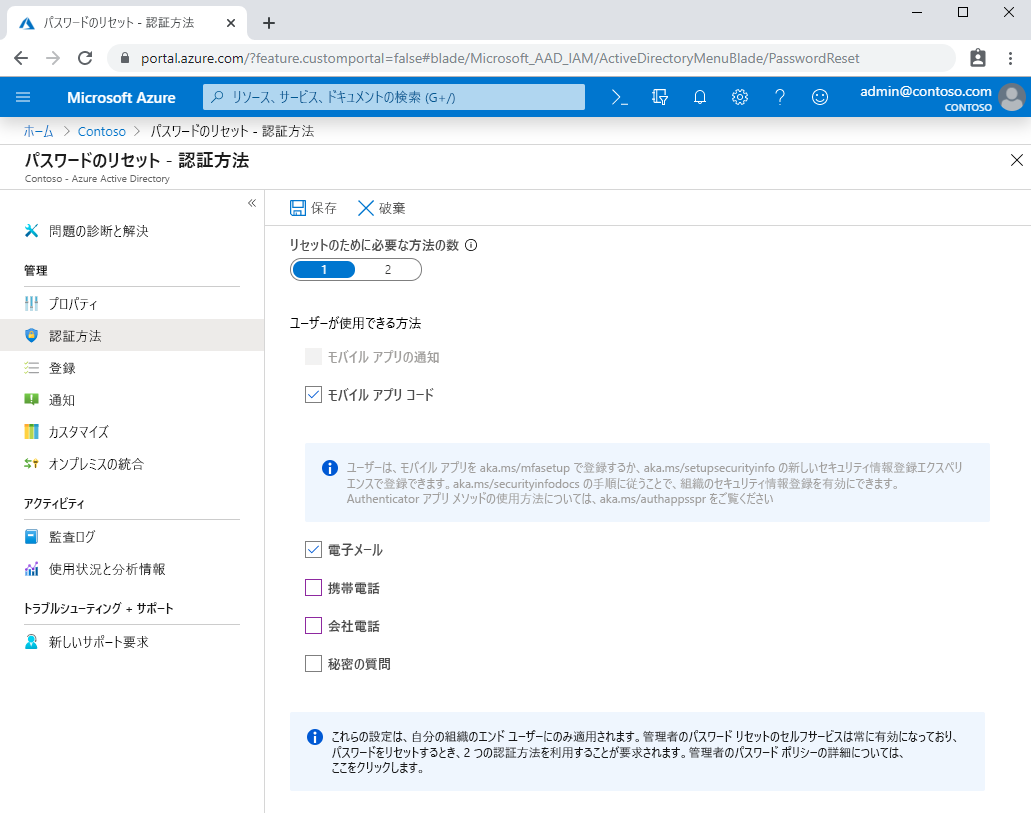 パスワードのリセット - 認証方法
portal.azure.com/?feature.customportal=false#blade/Microsoft_AAD_IAM/ActiveDirectoryMenuBlade/PasswordReset
Microsoft Azure
リソース、サービス、ドキュメントの検索 (G+/)
admin@contoso.com
CONTOSO
ホーム > Contoso > パスワードのリセット - 認証方法
パスワードのリセット - 認証方法
Contoso - Azure Active Directory
問題の診断と解決
管理
プロパティ
認証方法
登録
通知
カスタマイズ
オンプレミスの統合
アクティビティ
監査ログ
使用状況と分析情報
トラブルシューティング + サポート
新しいサポート要求
保存 破棄
リセットのために必要な方法の数
1 2
ユーザーが使用できる方法
モバイル アプリの通知
モバイル アプリ コード
ユーザーは、モバイル アプリを aka.ms/mfasetup で登録するか、aka.ms/setupsecurityinfo の新しいセキュリティ情報登録エクスペリ
エンスで登録できます。aka.ms/securityinfodocs の手順に従うことで、組織のセキュリティ情報登録を有効にできます。
Authenticator アプリ メソッドの使用方法については、aka.ms/authappsspr をご覧ください
電子メール
携帯電話
会社電話
秘密の質問
これらの設定は、自分の組織のエンド ユーザーにのみ適用されます。管理者のパスワード リセットのセルフサービスは常に有効になっており、
パスワードをリセットするとき、2 つの認証方法を利用することが要求されます。管理者のパスワード ポリシーの詳細については、
ここをクリックします。